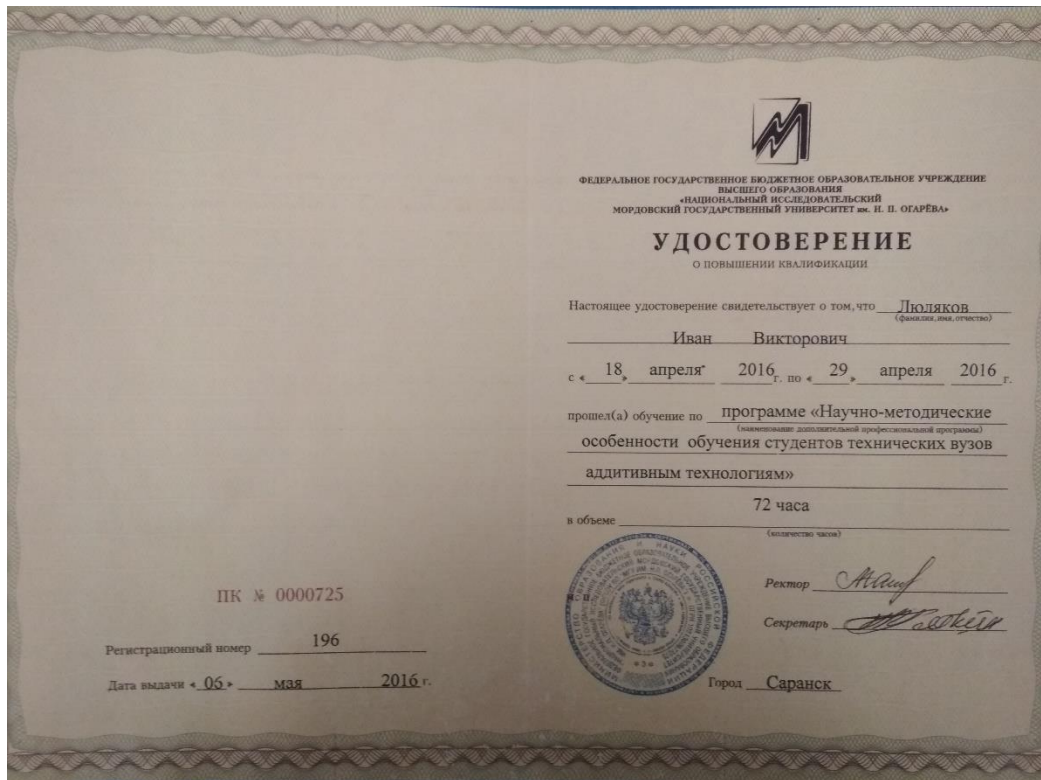 ПК № 0000725
Регистрационный номер 196
Дата выдачи « 06 » мая 2016 г.
ФЕДЕРАЛЬНОЕ ГОСУДАРСТВЕННОЕ БЮДЖЕТНОЕ ОБРАЗОВАТЕЛЬНОЕ УЧРЕЖДЕНИЕ
ВЫСШЕГО ОБРАЗОВАНИЯ
«НАЦИОНАЛЬНЫЙ ИССЛЕДОВАТЕЛЬСКИЙ
МОРДОВСКИЙ ГОСУДАРСТВЕННЫЙ УНИВЕРСИТЕТ им. Н. П. ОГАРЁВА»
УДОСТОВЕРЕНИЕ
О ПОВЫШЕНИИ КВАЛИФИКАЦИИ
Настоящее удостоверение свидетельствует о том, что Люляков
(фамилия, имя, отчество)
Иван Викторович
с « 18 » апреля 2016 г. по « 29 » апреля 2016 г.
прошел(а) обучение по программе «Научно-методические
(наименование дополнительной профессиональной программы)
особенности обучения студентов технических вузов
аддитивным технологиям»
72 часа
в объеме
(количество часов)
Ректор
Секретарь
Город Саранск